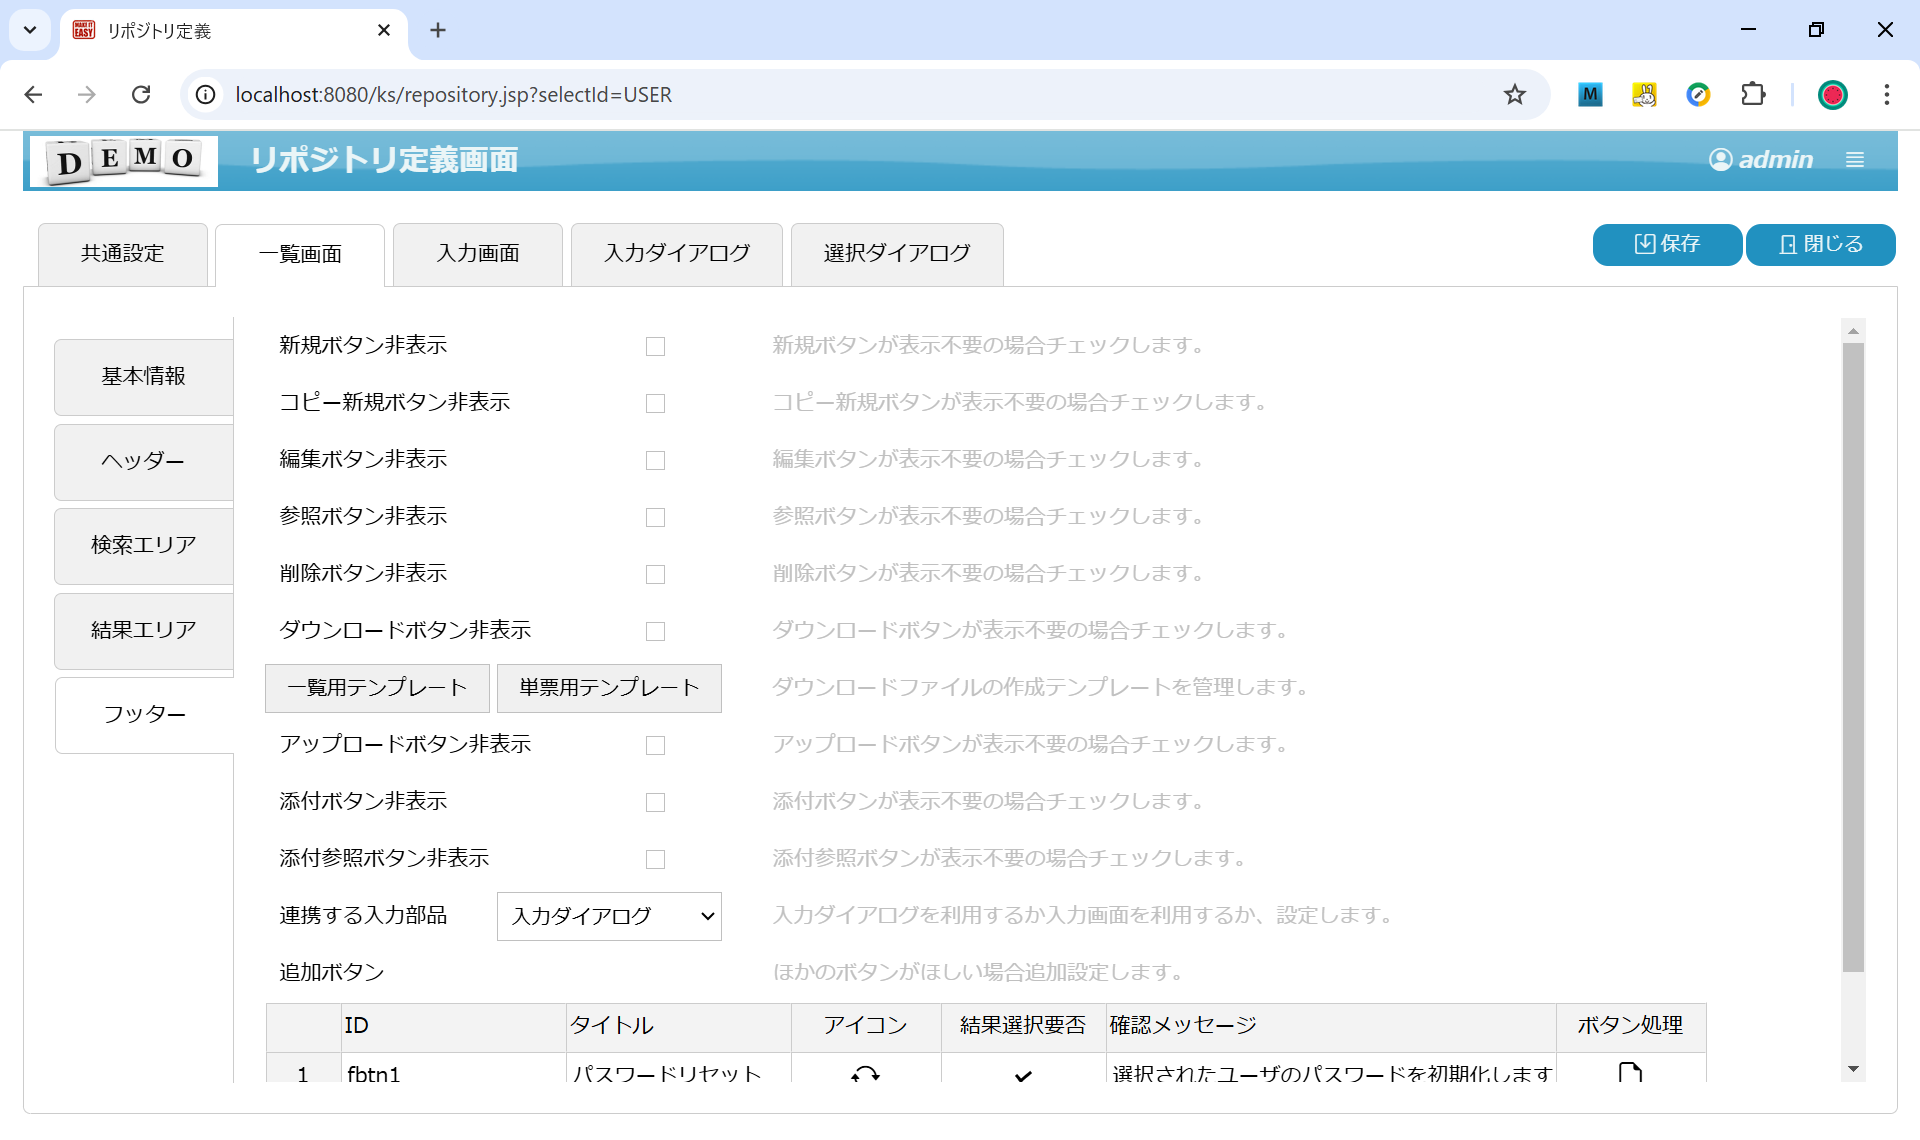 リポジトリ定義
localhost:8080/ks/repository.jsp?selectId=USER
DEMO
リポジトリ定義画面
admin
共通設定
一覧画面
入力画面
入力ダイアログ
選択ダイアログ
保存
閉じる
基本情報
ヘッダー
検索エリア
結果エリア
フッター
新規ボタン非表示
新規ボタンが表示不要の場合チェックします。
コピー新規ボタン非表示
コピー新規ボタンが表示不要の場合チェックします。
編集ボタン非表示
編集ボタンが表示不要の場合チェックします。
参照ボタン非表示
参照ボタンが表示不要の場合チェックします。
削除ボタン非表示
削除ボタンが表示不要の場合チェックします。
ダウンロードボタン非表示
ダウンロードボタンが表示不要の場合チェックします。
一覧用テンプレート
単票用テンプレート
ダウンロードファイルの作成テンプレートを管理します。
アップロードボタン非表示
アップロードボタンが表示不要の場合チェックします。
添付ボタン非表示
添付ボタンが表示不要の場合チェックします。
添付参照ボタン非表示
添付参照ボタンが表示不要の場合チェックします。
連携する入力部品
入力ダイアログ
入力ダイアログを利用するか入力画面を利用するか、設定します。
追加ボタン
ほかのボタンがほしい場合追加設定します。
ID タイトル アイコン 結果選択要否 確認メッセージ ボタン処理
1 fbtn1 パスワードリセット 選択されたユーザのパスワードを初期化します
MAKE IT EASY
M